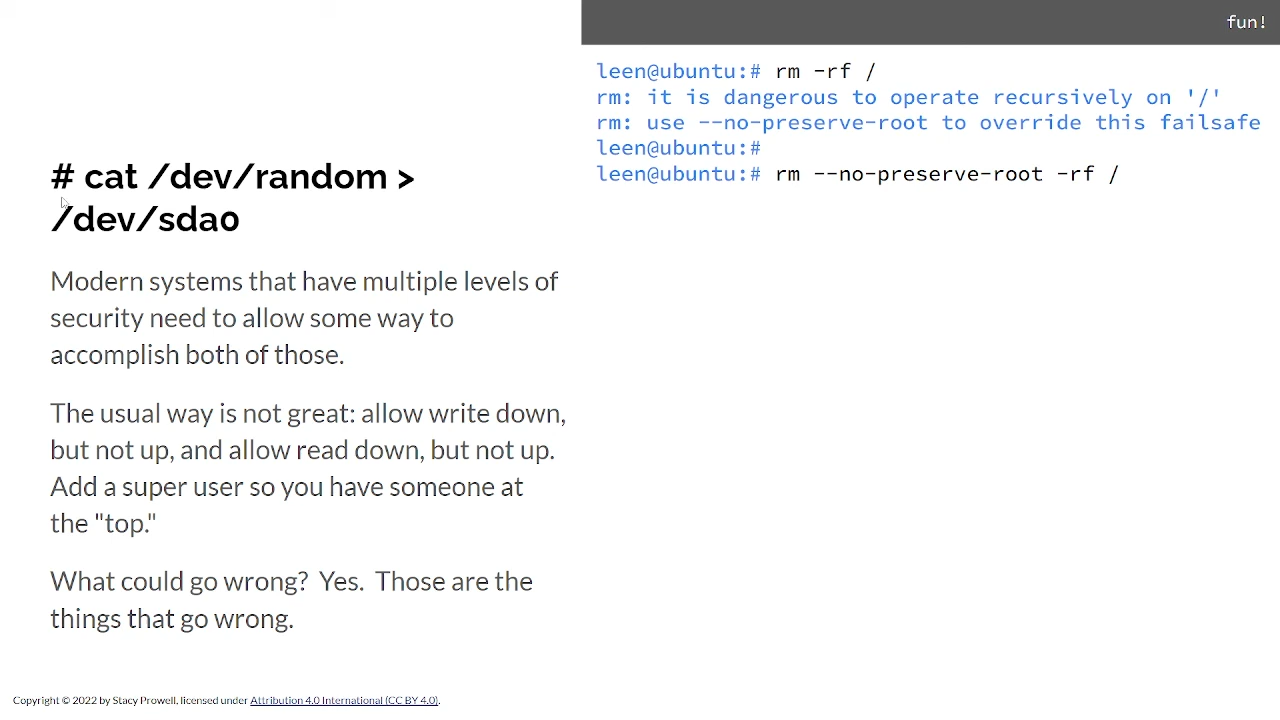 fun!
# cat /dev/random >
/dev/sda0
Modern systems that have multiple levels of
security need to allow some way to
accomplish both of those.
The usual way is not great: allow write down,
but not up, and allow read down, but not up.
Add a super user so you have someone at
the "top."
What could go wrong?  Yes.  Those are the
things that go wrong.
leen@ubuntu:# rm -rf /
rm: it is dangerous to operate recursively on '/'
rm: use --no-preserve-root to override this failsafe
leen@ubuntu:#
leen@ubuntu:# rm --no-preserve-root -rf /
Copyright © 2022 by Stacy Prowell, licensed under Attribution 4.0 International (CC BY 4.0).